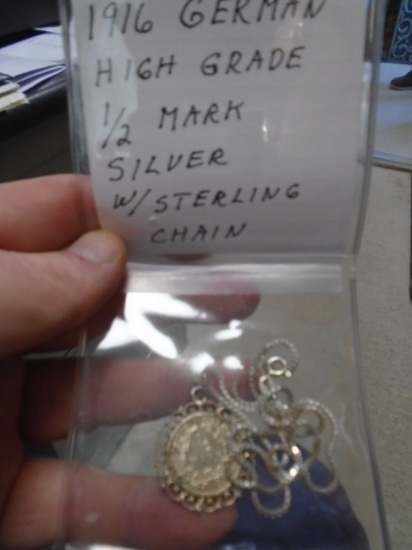 1916 GERMAN
HIGH GRADE
1/2 MARK
SILVER
W/ STERLING
CHAIN